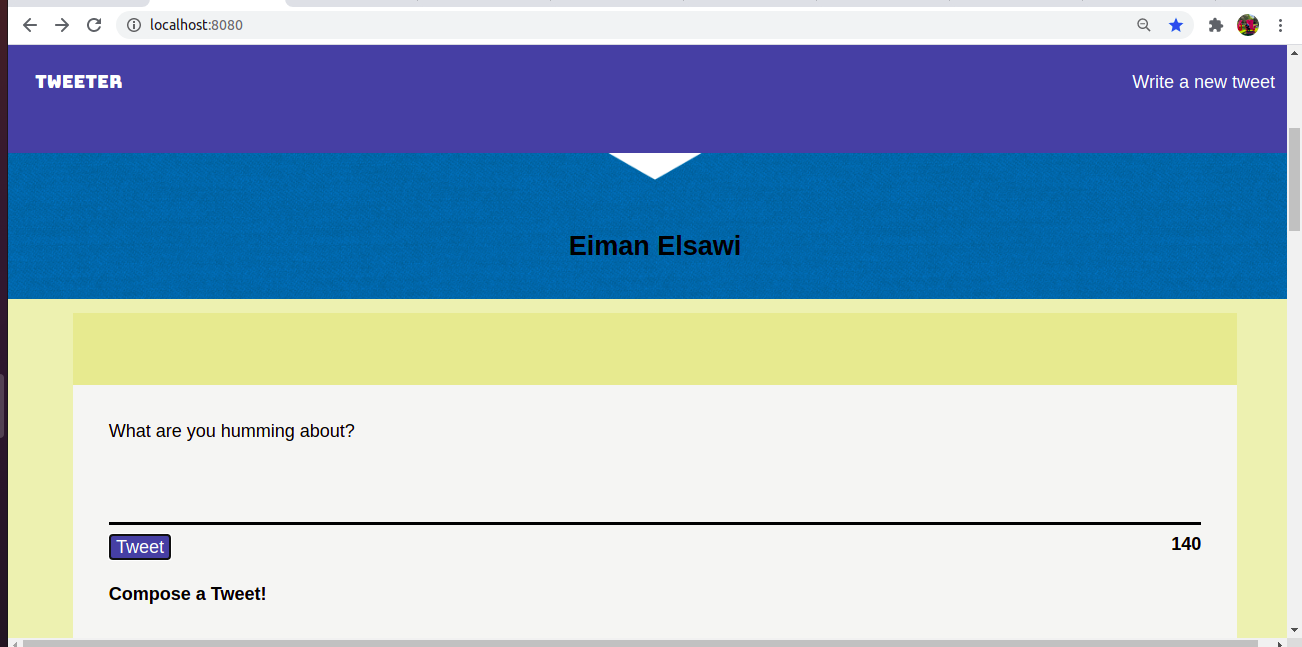 localhost:8080
TWEETER
Write a new tweet
Eiman Elsawi
What are you humming about?
Tweet
140
Compose a Tweet!